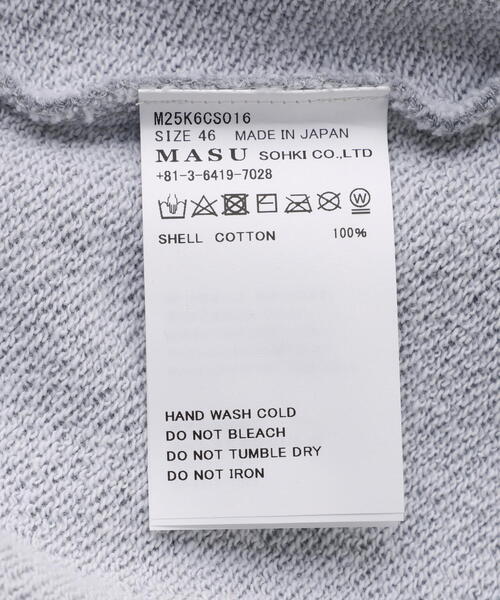 M25K6CS016
SIZE 46 MADE IN JAPAN
MASU SOHKI CO.,LTD
+81-3-6419-7028
W
SHELL COTTON 100%
HAND WASH COLD
DO NOT BLEACH
DO NOT TUMBLE DRY
DO NOT IRON